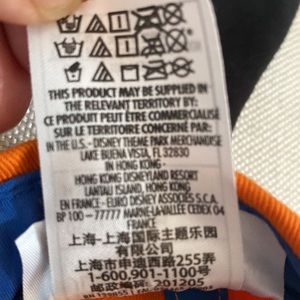 THIS PRODUCT MAY BE SUPPLIED IN
THE RELEVANT TERRITORY BY:
CE PRODUIT PEUT ÊTRE COMMERCIALISE
SUR LE TERRITOIRE CONCERNÉ PAR:
IN THE U.S. - DISNEY THEME PARK MERCHANDISE
LAKE BUENA VISTA, FL 32830
IN HONG KONG -
HONG KONG DISNEYLAND RESORT
LANTAU ISLAND, HONG KONG
EN FRANCE - EURO DISNEY ASSOCIÉS S.C.A
BP 100 - 77777 MARNE-LA-VALLÉE CEDEX 04
FRANCE
上海-上海国际主题乐园
有限公司
上海市申迪西路255弄
1-600,901-1100号
邮政编码 201205